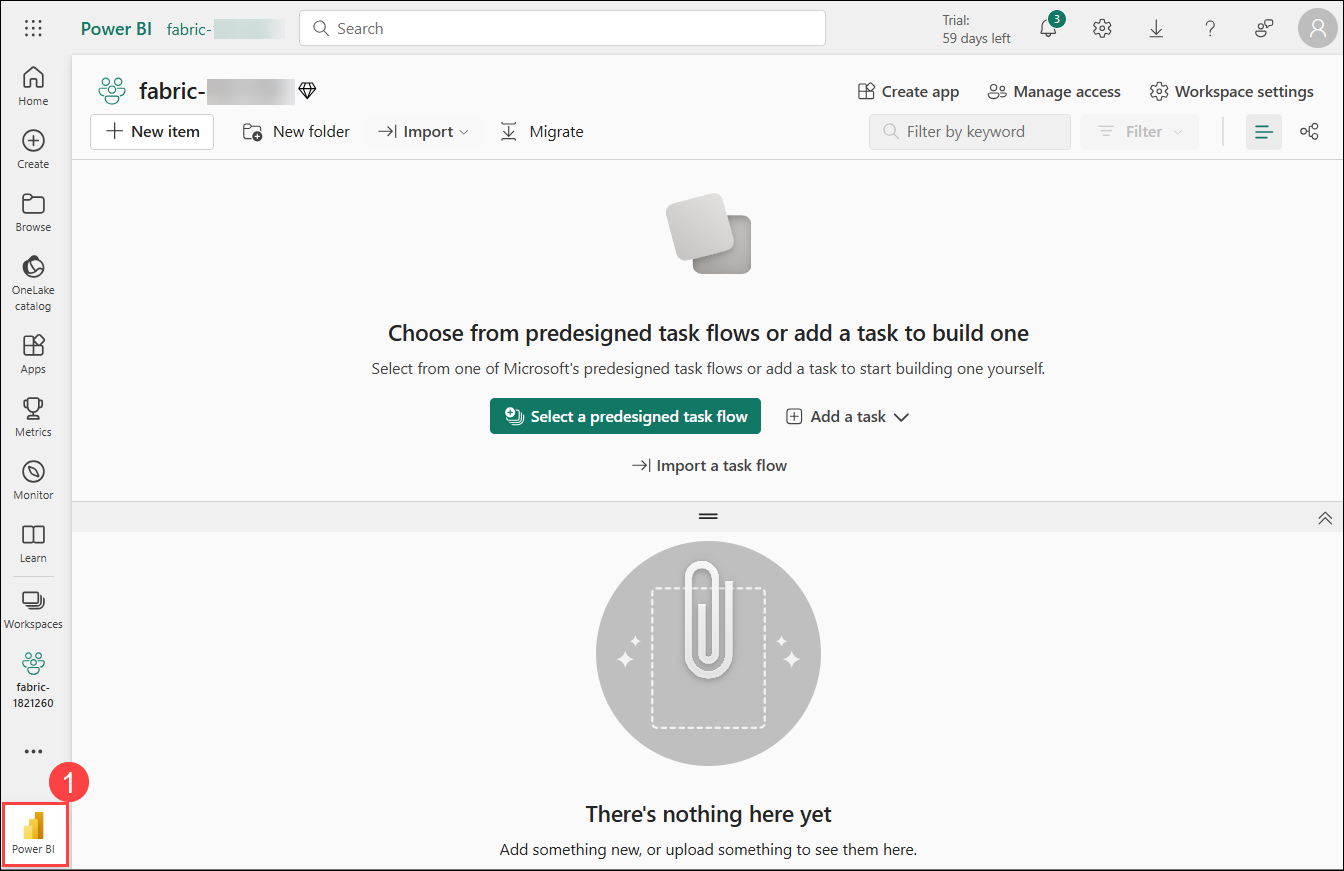 Power BI fabric-
Search
Trial:
59 days left
3
Home
Create
Browse
OneLake
catalog
Apps
Metrics
Monitor
Learn
Workspaces
fabric-
1821260
1
Power BI
fabric-
Create app
Manage access
Workspace settings
New item
New folder
Import
Migrate
Filter by keyword
Filter
Choose from predesigned task flows or add a task to build one
Select from one of Microsoft's predesigned task flows or add a task to start building one yourself.
Select a predesigned task flow
Add a task
Import a task flow
There's nothing here yet
Add something new, or upload something to see them here.